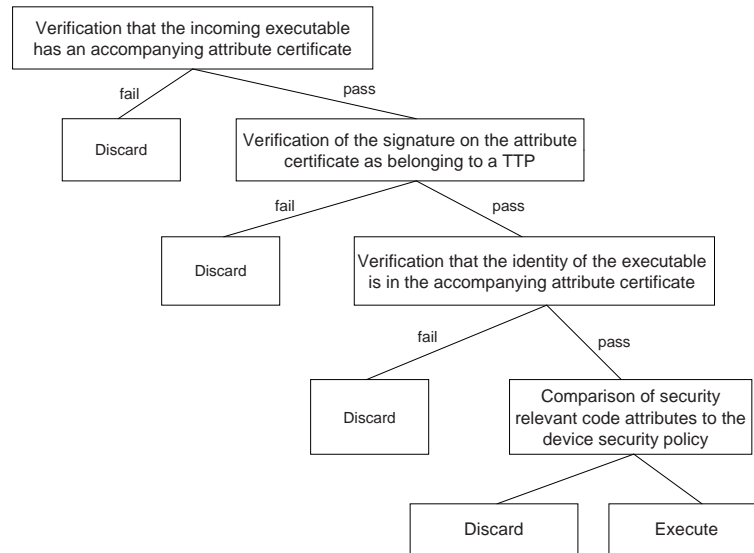 Verification that the incoming executable
has an accompanying attribute certificate
fail
pass
Discard
Verification of the signature on the attribute
certificate as belonging to a TTP
fail
pass
Discard
Verification that the identity of the executable
is in the accompanying attribute certificate
fail
pass
Discard
Comparison of security
relevant code attributes to the
device security policy
Discard
Execute